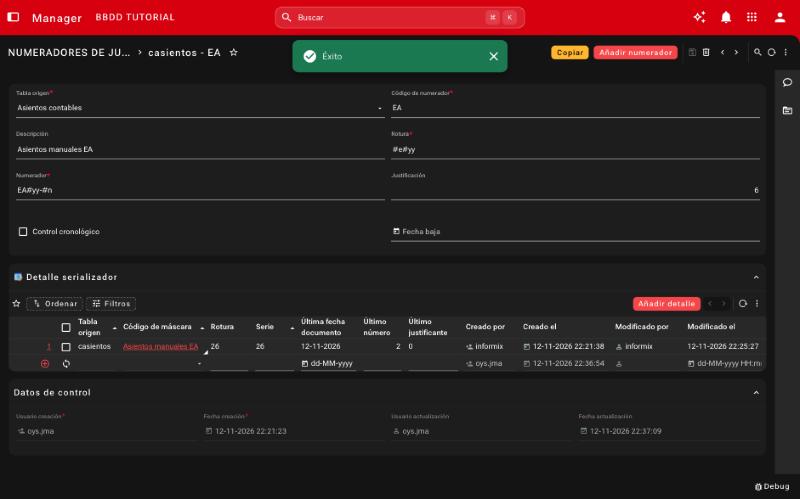 Manager BBDD TUTORIAL Buscar ⌘ K
NUMERADORES DE JU... > casientos - EA
Éxito
Copiar Añadir numerador
Tabla origen*
Asientos contables
Código de numerador*
EA
Descripción
Asientos manuales EA
Rotura*
#e#yy
Numerador*
EA#yy-#n
Justificación
6
Control cronológico
Fecha baja
Detalle serializador
Ordenar Filtros Añadir detalle
Tabla origen Código de máscara Rotura Serie Última fecha documento Último número Último justificante Creado por Creado el Modificado por Modificado el
1 casientos Asientos manuales EA 26 26 12-11-2026 2 0 informix 12-11-2026 22:21:38 informix 12-11-2026 22:25:27
dd-MM-yyyy oys.jma 12-11-2026 22:36:54 dd-MM-yyyy HH:m
Datos de control
Usuario creación* Fecha creación* Usuario actualización Fecha actualización
oys.jma 12-11-2026 22:21:23 oys.jma 12-11-2026 22:37:09
Debug